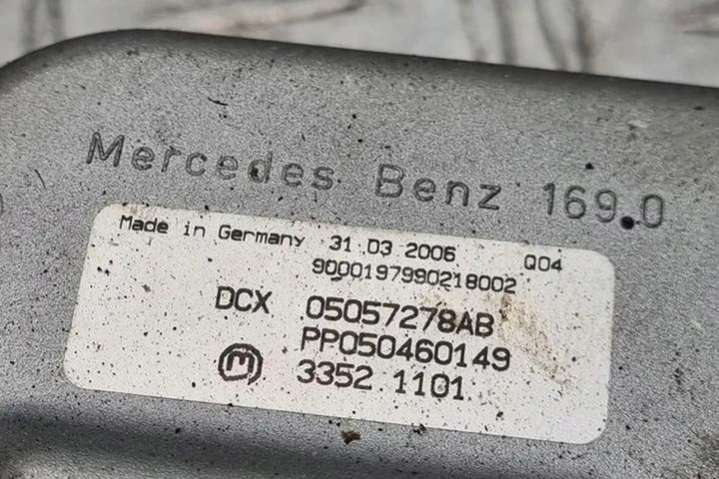 Mercedes Benz 169.0
Made in Germany 31.03 2006 Q04
9000197990218002
DCX 05057278AB
PP050460149
M 3352 1101